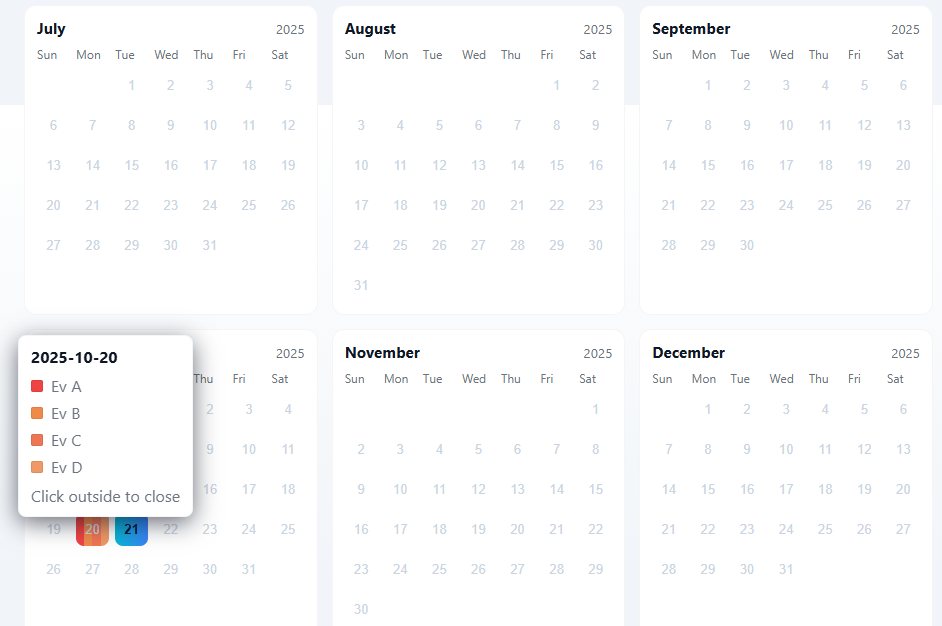 July 2025
Sun Mon Tue Wed Thu Fri Sat
1 2 3 4 5
6 7 8 9 10 11 12
13 14 15 16 17 18 19
20 21 22 23 24 25 26
27 28 29 30 31
August 2025
Sun Mon Tue Wed Thu Fri Sat
1 2
3 4 5 6 7 8 9
10 11 12 13 14 15 16
17 18 19 20 21 22 23
24 25 26 27 28 29 30
31
September 2025
Sun Mon Tue Wed Thu Fri Sat
1 2 3 4 5 6
7 8 9 10 11 12 13
14 15 16 17 18 19 20
21 22 23 24 25 26 27
28 29 30
2025-10-20
Ev A
Ev B
Ev C
Ev D
Click outside to close
2025
Thu Fri Sat
2 3 4
9 10 11
16 17 18
19 20 21 22 23 24 25
26 27 28 29 30 31
November 2025
Sun Mon Tue Wed Thu Fri Sat
1
2 3 4 5 6 7 8
9 10 11 12 13 14 15
16 17 18 19 20 21 22
23 24 25 26 27 28 29
30
December 2025
Sun Mon Tue Wed Thu Fri Sat
1 2 3 4 5 6
7 8 9 10 11 12 13
14 15 16 17 18 19 20
21 22 23 24 25 26 27
28 29 30 31